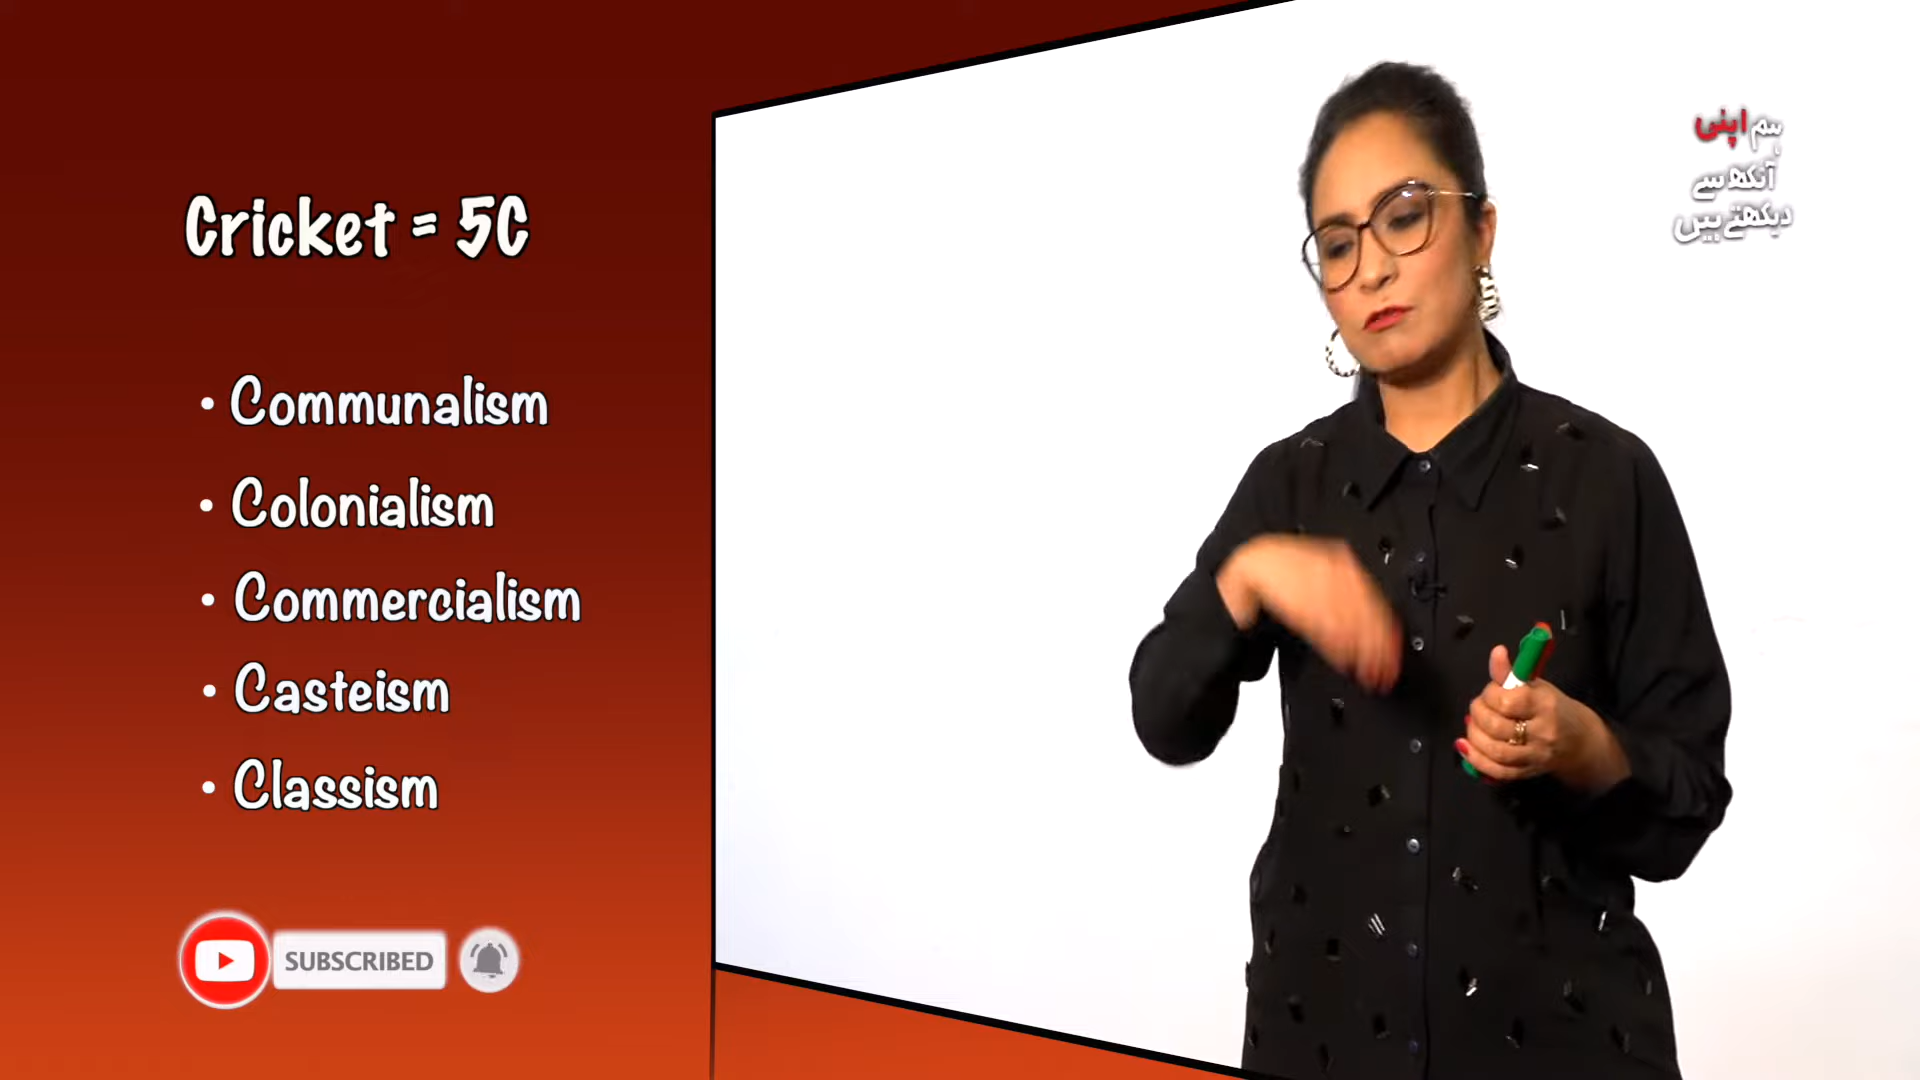 Cricket = 5C
• Communalism
• Colonialism
• Commercialism
• Casteism
• Classism
SUBSCRIBED
ہم اپنی
آنکھ سے
دیکھتے ہیں